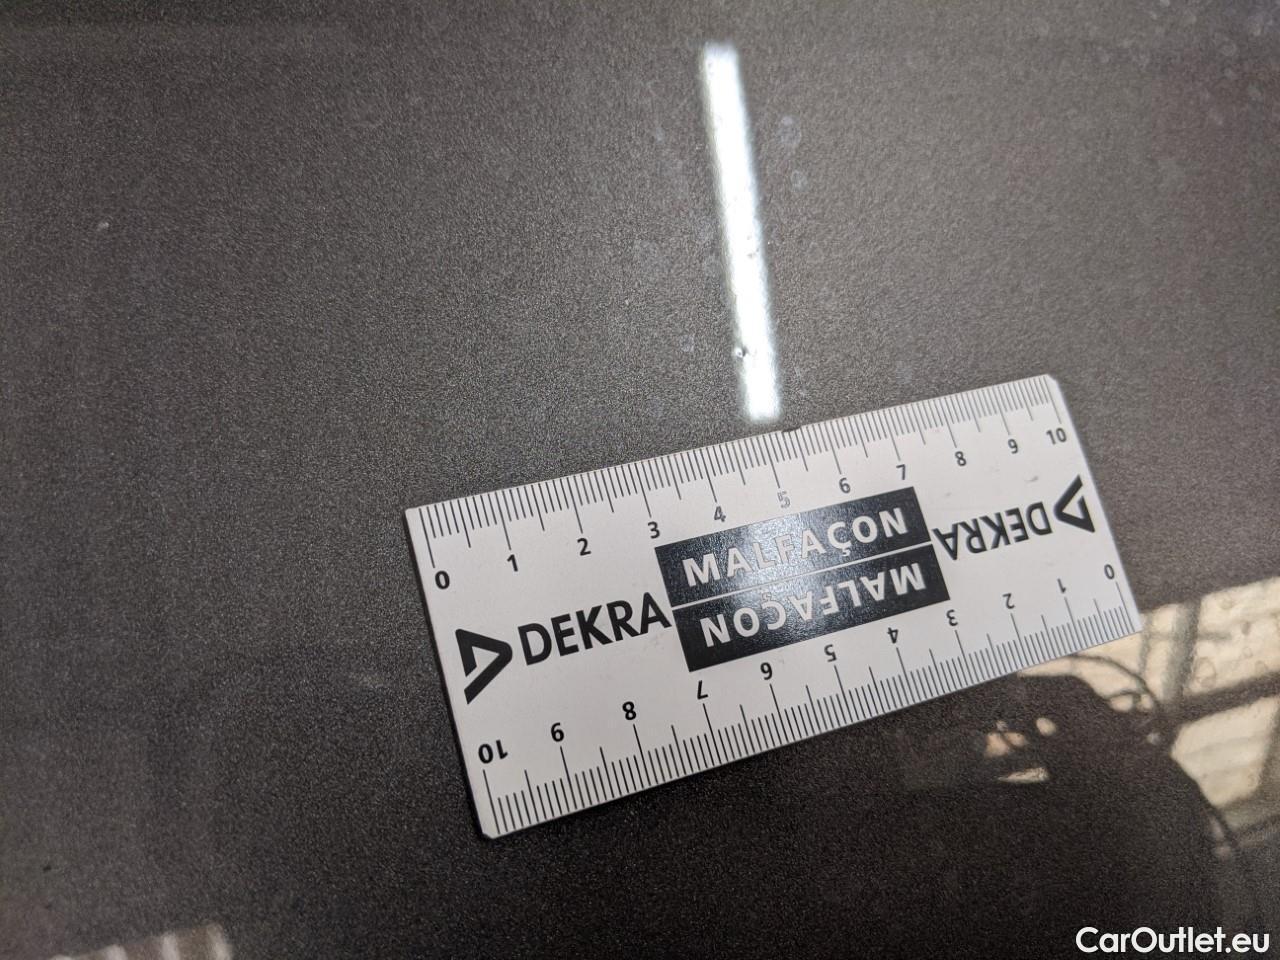 0 1 2 3 4 5 6 7 8 9 10
DEKRA MALFAÇON DEKRA
MALFAÇON
10 9 8 7 6 5 4 3 2 1 0
CarOutlet.eu